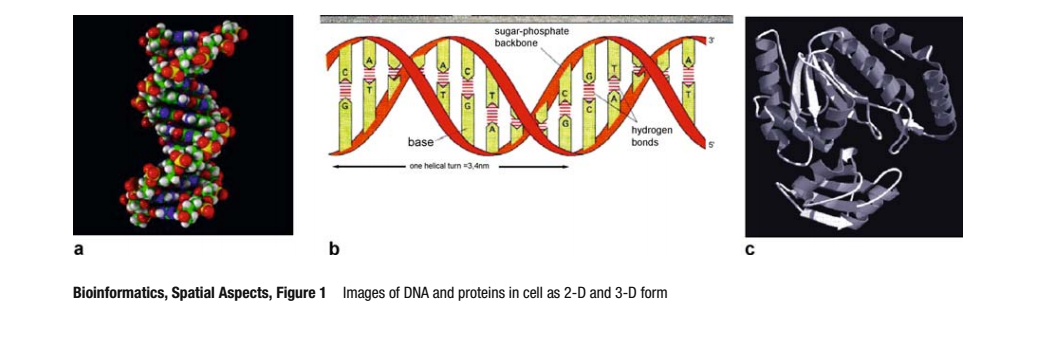 sugar-phosphate
backbone
3'
C
A
A
C
G
T
A
G
T
T
G
T
A
C
G
C
A
T
base
hydrogen
bonds
5'
one helical turn =3,4nm
a
b
c
Bioinformatics, Spatial Aspects, Figure 1 Images of DNA and proteins in cell as 2-D and 3-D form